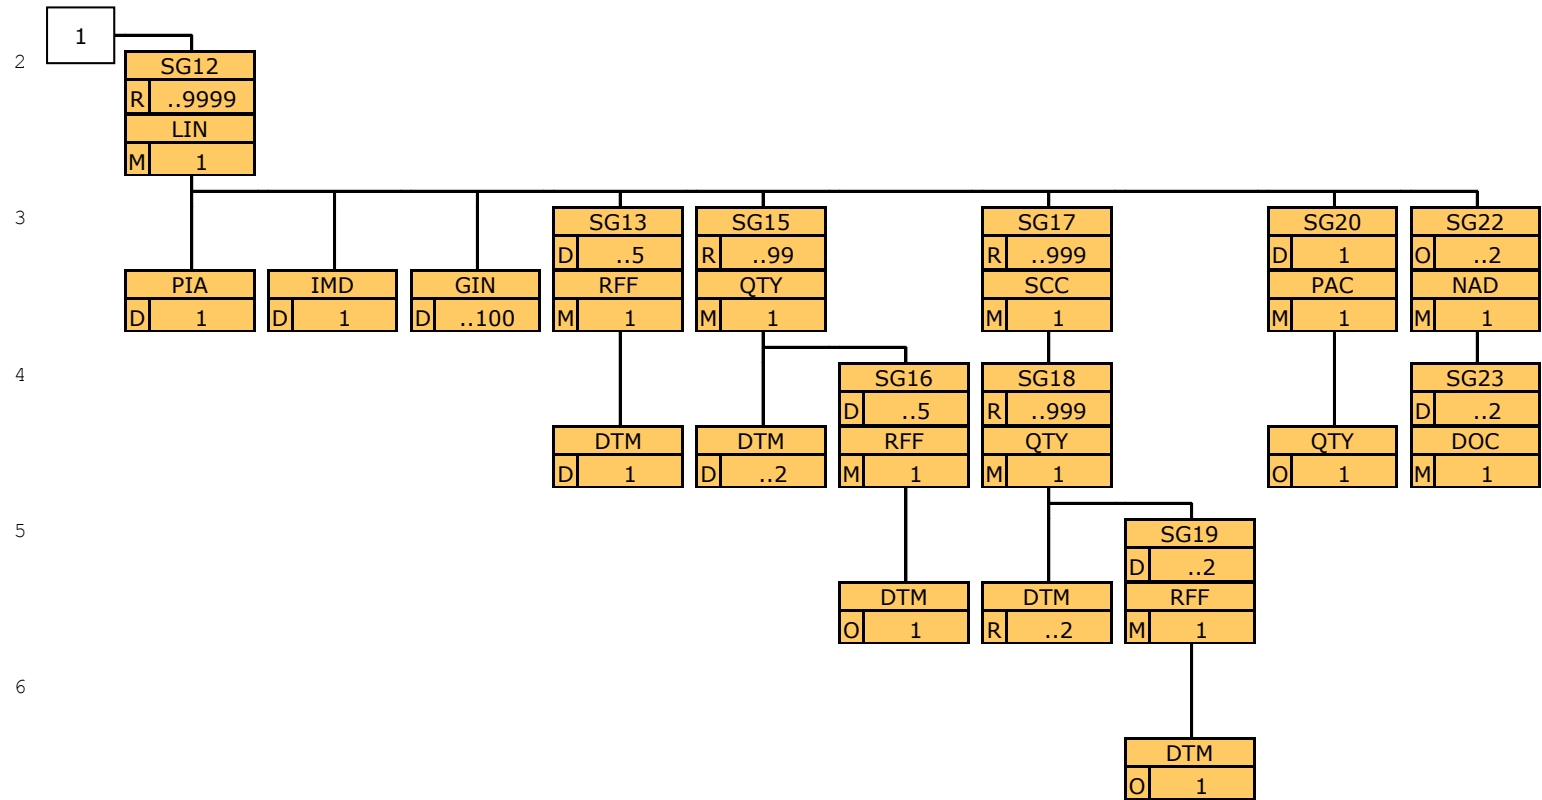 1
2
SG12
R ..9999
LIN
M 1
3
SG13 SG15 SG17 SG20 SG22
D ..5 R ..99 R ..999 D 1 O ..2
PIA IMD GIN RFF QTY SCC PAC NAD
D 1 D 1 D ..100 M 1 M 1 M 1 M 1 M 1
4
SG16 SG18 SG23
D ..5 R ..999 D ..2
DTM DTM RFF QTY QTY DOC
D 1 D ..2 M 1 M 1 O 1 M 1
5
SG19
D ..2
DTM DTM RFF
O 1 R ..2 M 1
6
DTM
O 1